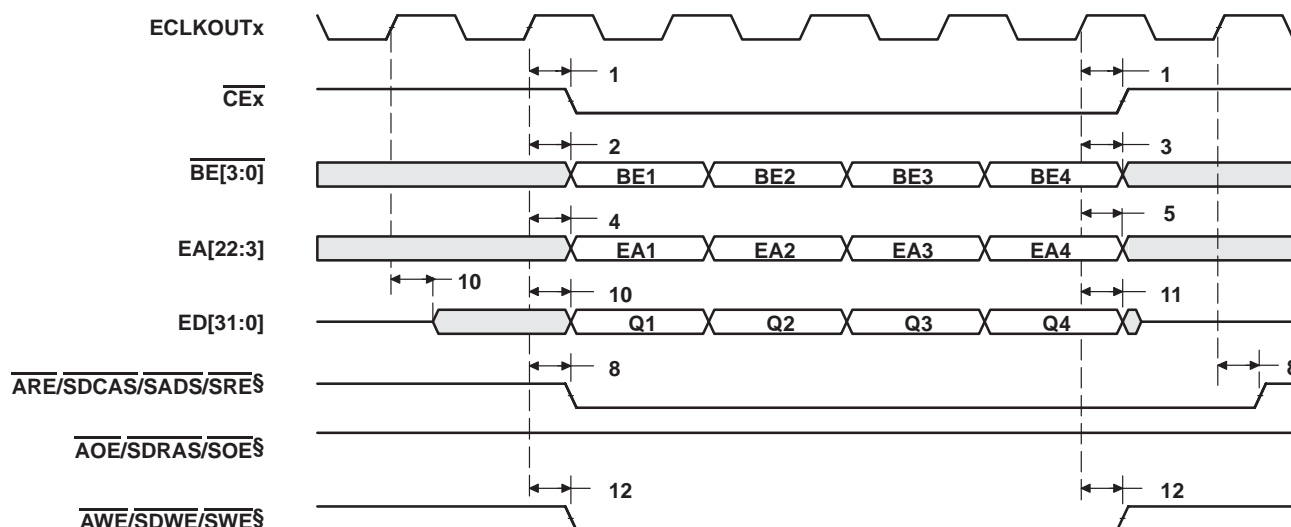 ECLKOUTx
1 1
CEx
2 3
BE[3:0] BE1 BE2 BE3 BE4
4 5
EA[22:3] EA1 EA2 EA3 EA4
10 10 11
ED[31:0] Q1 Q2 Q3 Q4
8 8
ARE/SDCAS/SADS/SRE§
AOE/SDRAS/SOE§
12 12
AWE/SDWE/SWE§